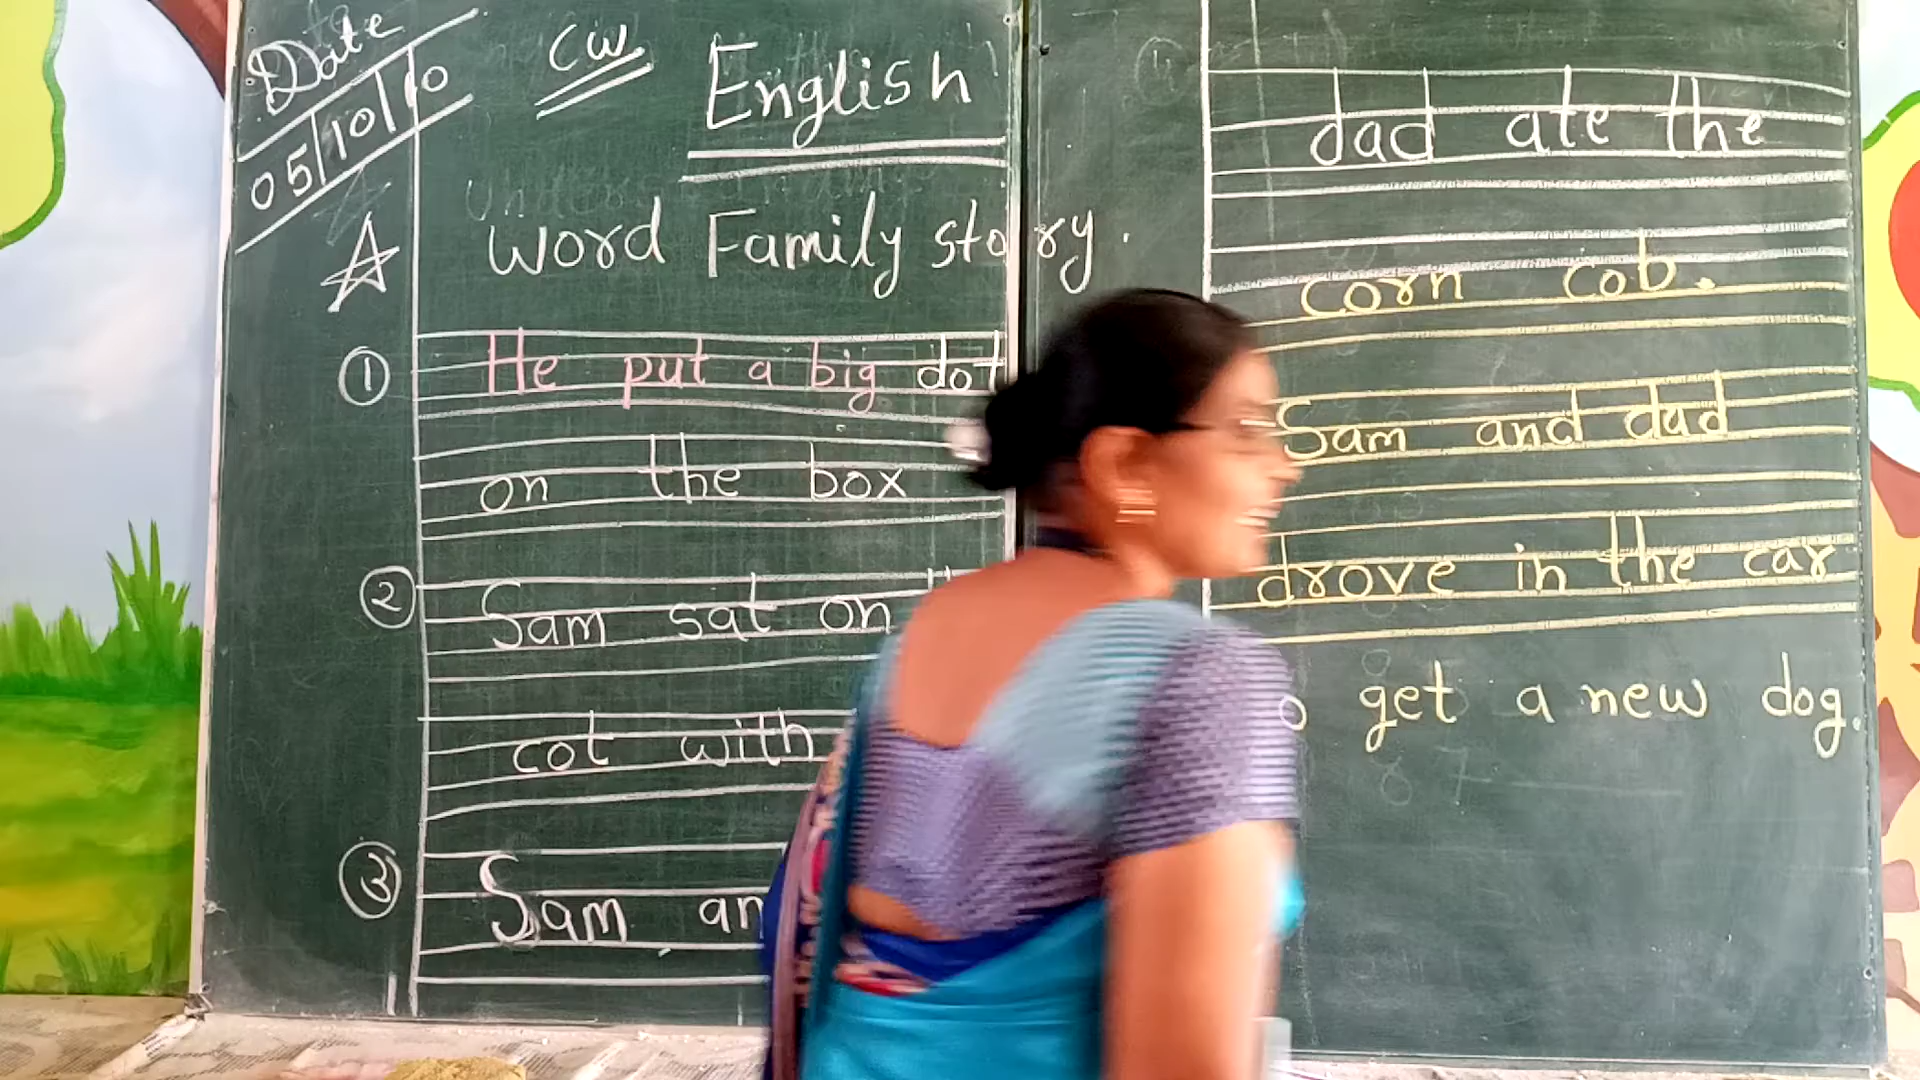 Date
05/10/10
CW
English
Word Family story.
① He put a big dot
on the box
② Sam sat on
cot with
③ Sam
dad ate the
corn cob.
Sam and dad
drove in the car
get a new dog.